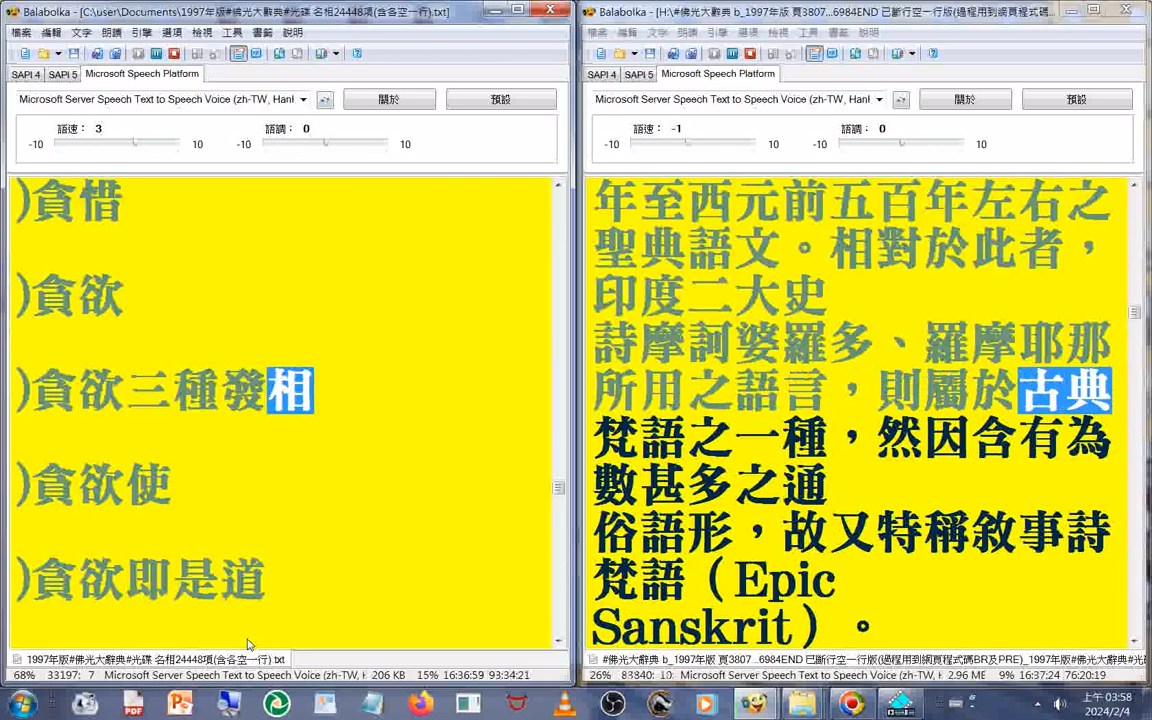 Balabolka - [C:\user\Documents\1997年版#佛光大辭典#光碟 名相24448項(含各空一行).txt]
檔案 編輯 文字 朗讀 引擎 選項 檢視 工具 書籤 說明
SAPI 4 SAPI 5 Microsoft Speech Platform
Microsoft Server Speech Text to Speech Voice (zh-TW, Hanl
關於 預設
語速： 3 語調： 0
-10 10 -10 10
)貪惜
)貪欲
)貪欲三種發相
)貪欲使
)貪欲即是道
1997年版#佛光大辭典#光碟 名相24448項(含各空一行).txt
68% 33197: 7 Microsoft Server Speech Text to Speech Voice (zh-TW, H 206 KB 15% 16:36:59 93:34:21
Balabolka - [H:\#佛光大辭典 b_1997年版 頁3807...6984END 已斷行空一行版(過程用到網頁程式碼
檔案 編輯 文字 朗讀 引擎 選項 檢視 工具 書籤 說明
SAPI 4 SAPI 5 Microsoft Speech Platform
Microsoft Server Speech Text to Speech Voice (zh-TW, Hanl
關於 預設
語速： -1 語調： 0
-10 10 -10 10
年至西元前五百年左右之
聖典語文。相對於此者，
印度二大史
詩摩訶婆羅多、羅摩耶那
所用之語言，則屬於古典
梵語之一種，然因含有為
數甚多之通
俗語形，故又特稱敘事詩
梵語（Epic
Sanskrit）。
#佛光大辭典 b_1997年版 頁3807...6984END 已斷行空一行版(過程用到網頁程式碼BR及PRE)_1997年版#佛光大辭典#光
26% 83840: 10 Microsoft Server Speech Text to Speech Voice (zh-TW, H 2.96 MB 9% 16:37:24 76:20:19
上午 03:58
2024/2/4